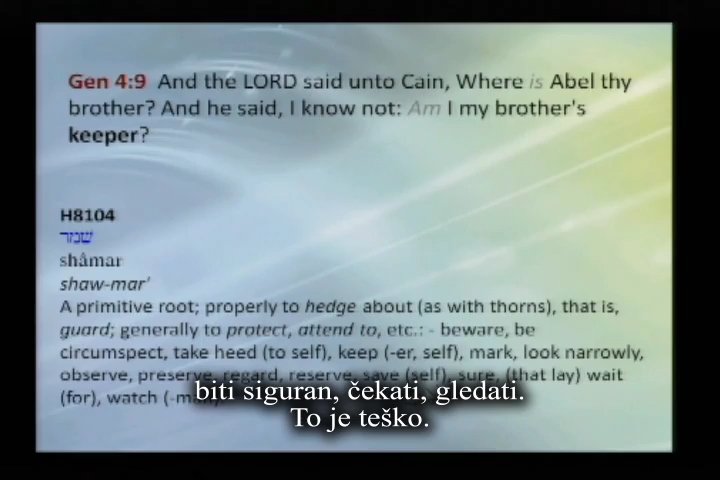 Gen 4:9 And the LORD said unto Cain, Where is Abel thy
brother? And he said, I know not: Am I my brother's
keeper?
H8104
שׁמר
shâmar
shaw-mar'
A primitive root; properly to hedge about (as with thorns), that is,
guard; generally to protect, attend to, etc.: - beware, be
circumspect, take heed (to self), keep (-er, self), mark, look narrowly,
observe, preserve, regard, reserve, save (self), sure, (that lay) wait
(for), watch
biti siguran, čekati, gledati.
To je teško.